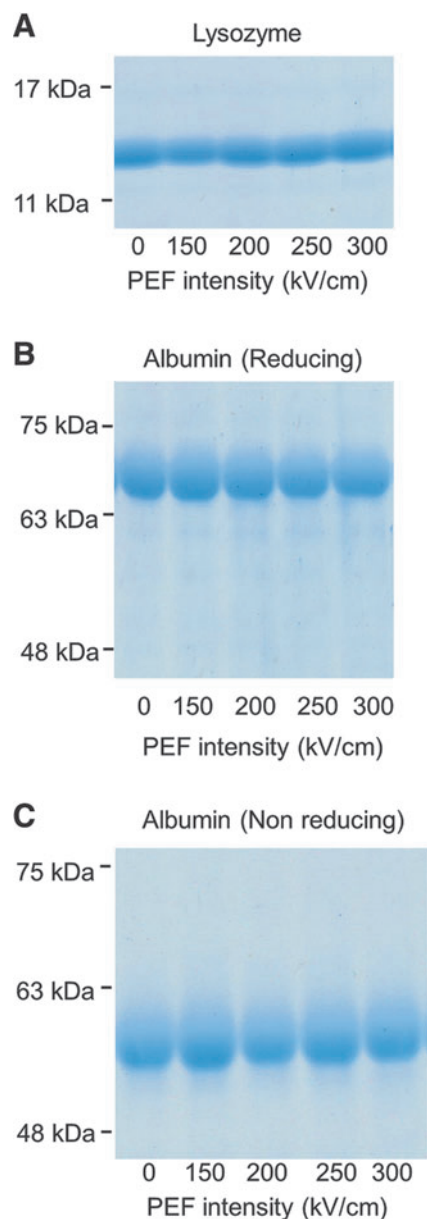 A
Lysozyme
17 kDa
11 kDa
0 150 200 250 300
PEF intensity (kV/cm)
B
Albumin (Reducing)
75 kDa
63 kDa
48 kDa
0 150 200 250 300
PEF intensity (kV/cm)
C
Albumin (Non reducing)
75 kDa
63 kDa
48 kDa
0 150 200 250 300
PEF intensity (kV/cm)